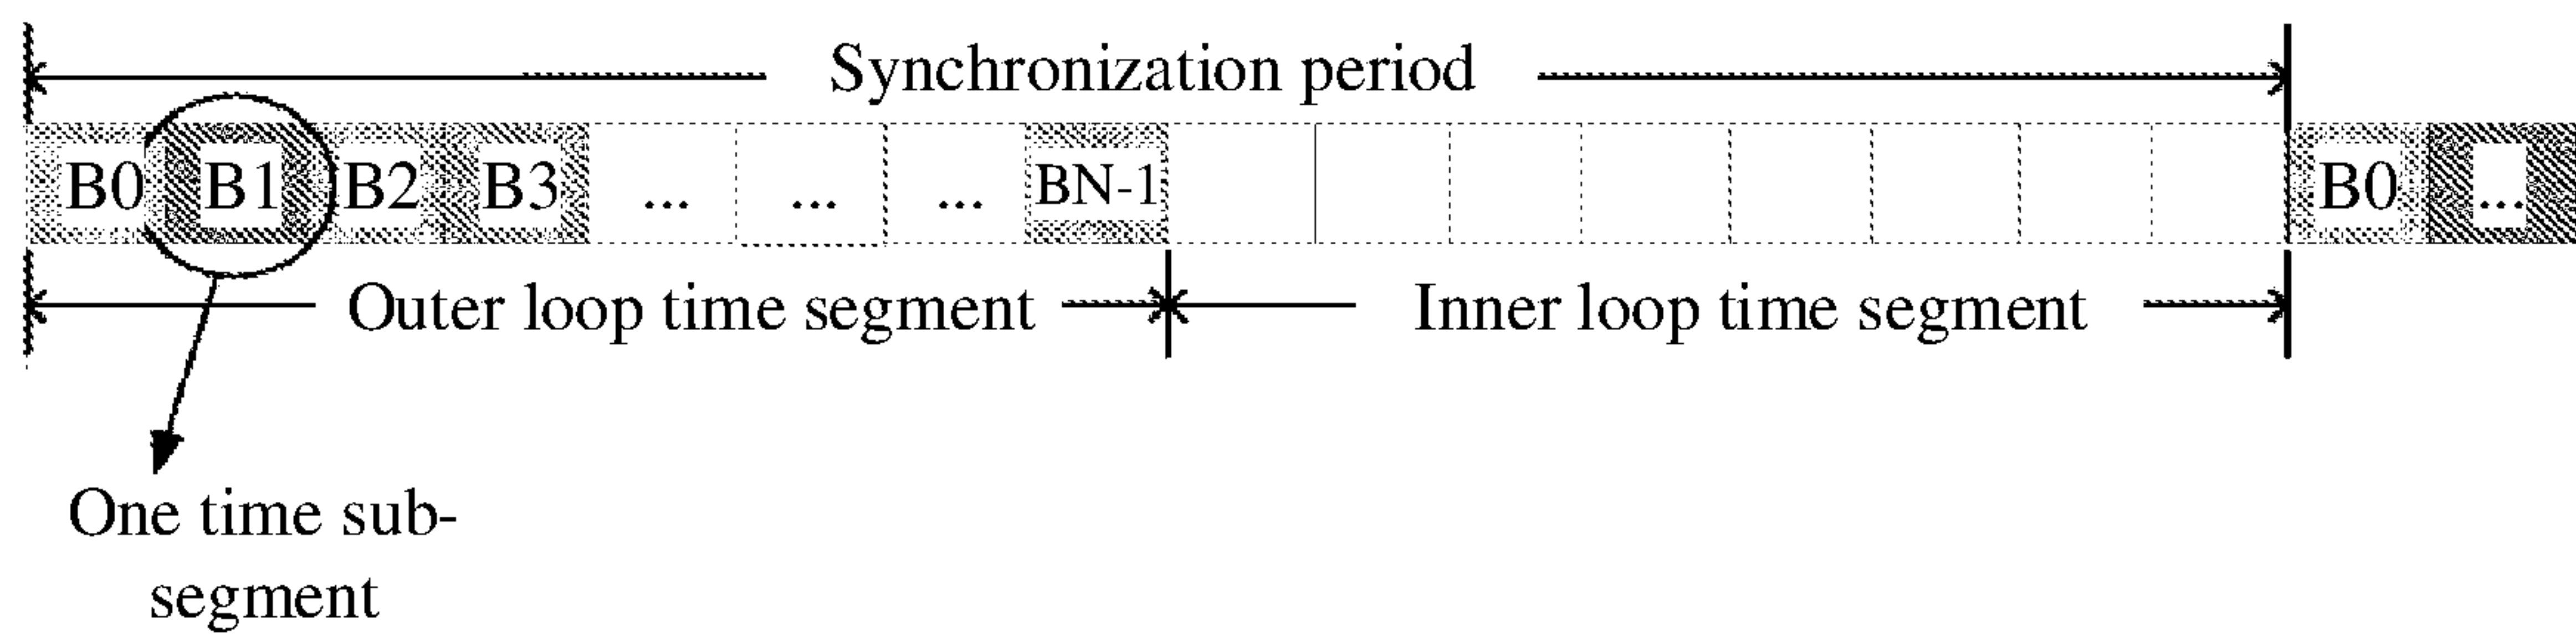 Synchronization period
B0 B1 B2 B3 ... ... ... BN-1 B0 ...
Outer loop time segment Inner loop time segment
One time sub-
segment